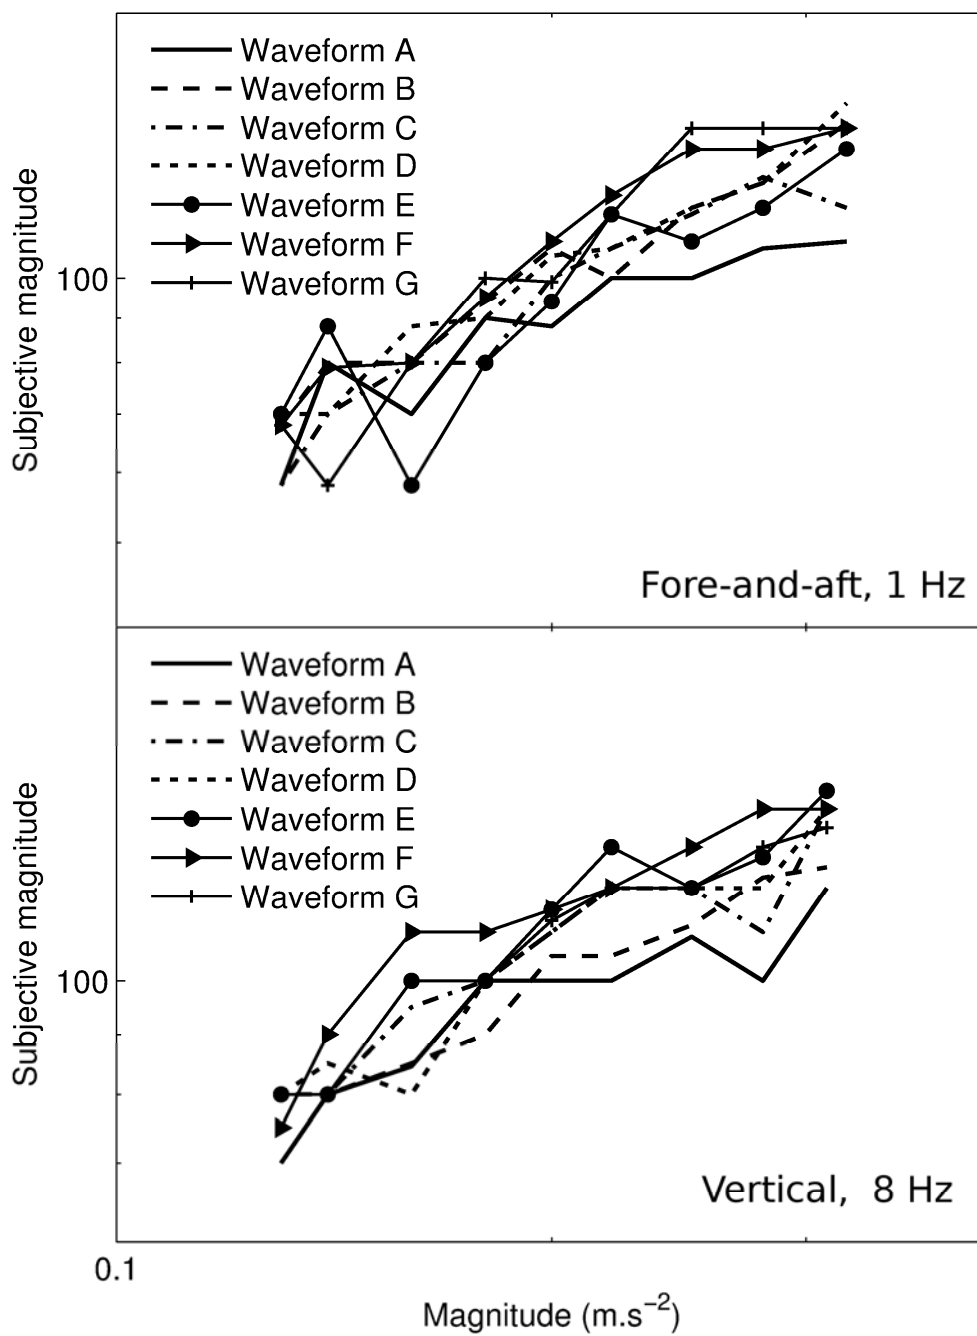 Waveform A
Waveform B
Waveform C
Waveform D
Waveform E
Waveform F
Waveform G
Subjective magnitude
100
Fore-and-aft, 1 Hz
Waveform A
Waveform B
Waveform C
Waveform D
Waveform E
Waveform F
Waveform G
Subjective magnitude
100
Vertical, 8 Hz
0.1
Magnitude (m.s⁻²)